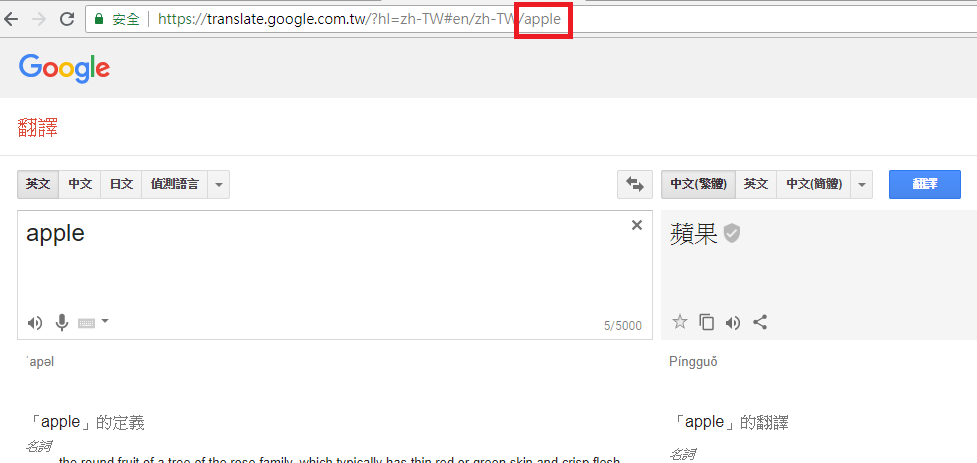 安全 https://translate.google.com.tw/?hl=zh-TW#en/zh-TW/apple
Google
翻譯
英文 中文 日文 偵測語言 中文(繁體) 英文 中文(簡體) 翻譯
apple 蘋果
5/5000
ˈapəl Píngguǒ
「apple」的定義 「apple」的翻譯
名詞 名詞
the round fruit of a tree of the rose family, which typically has thin red or green skin and crisp flesh.